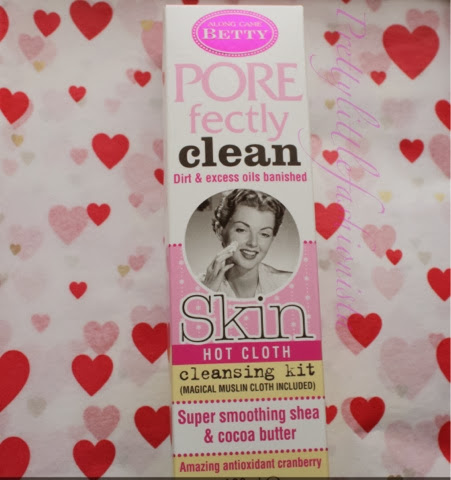 ALONG CAME
BETTY
PORE
fectly
clean
Dirt & excess oils banished
Skin
HOT CLOTH
cleansing kit
(MAGICAL MUSLIN CLOTH INCLUDED)
Super smoothing shea
& cocoa butter
Amazing antioxidant cranberry